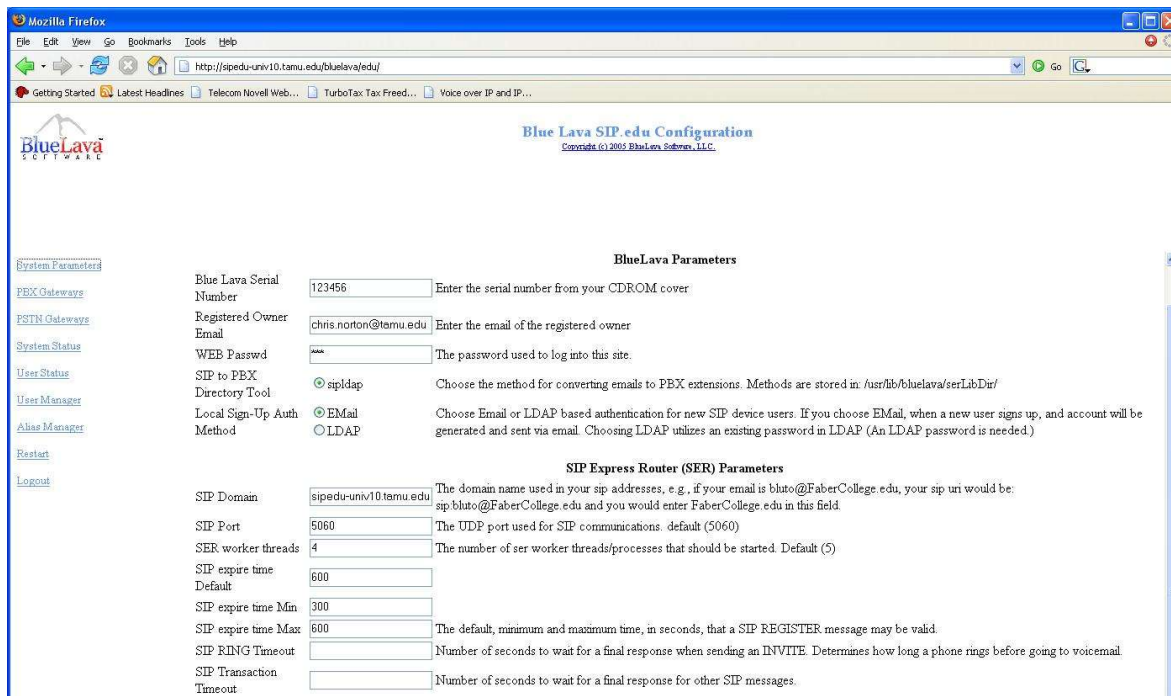 Mozilla Firefox
File Edit View Go Bookmarks Tools Help
http://sipedu-univ10.tamu.edu/bluelava/edu/
Go
G
Getting Started Latest Headlines Telecom Novell Web... TurboTax Tax Freed... Voice over IP and IP...
BlueLava
SOFTWARE
Blue Lava SIP.edu Configuration
Copyright (c) 2005 BlueLava Software, LLC.
System Parameters
PBX Gateways
PSTN Gateways
System Status
User Status
User Manager
Alias Manager
Restart
Logout
BlueLava Parameters
Blue Lava Serial Number 123456 Enter the serial number from your CDROM cover
Registered Owner Email chris.norton@tamu.edu Enter the email of the registered owner
WEB Passwd *** The password used to log into this site.
SIP to PBX Directory Tool sipldap Choose the method for converting emails to PBX extensions. Methods are stored in: /usr/lib/bluelava/serLibDir/
Local Sign-Up Auth Method EMail LDAP Choose Email or LDAP based authentication for new SIP device users. If you choose EMail, when a new user signs up, and account will be
generated and sent via email. Choosing LDAP utilizes an existing password in LDAP (An LDAP password is needed.)
SIP Express Router (SER) Parameters
SIP Domain sipedu-univ10.tamu.edu The domain name used in your sip addresses, e.g., if your email is bluto@FaberCollege.edu, your sip uri would be:
sip:bluto@FaberCollege.edu and you would enter FaberCollege.edu in this field.
SIP Port 5060 The UDP port used for SIP communications. default (5060)
SER worker threads 4 The number of ser worker threads/processes that should be started. Default (5)
SIP expire time Default 600
SIP expire time Min 300
SIP expire time Max 600 The default, minimum and maximum time, in seconds, that a SIP REGISTER message may be valid.
SIP RING Timeout Number of seconds to wait for a final response when sending an INVITE. Determines how long a phone rings before going to voicemail.
SIP Transaction Timeout Number of seconds to wait for a final response for other SIP messages.